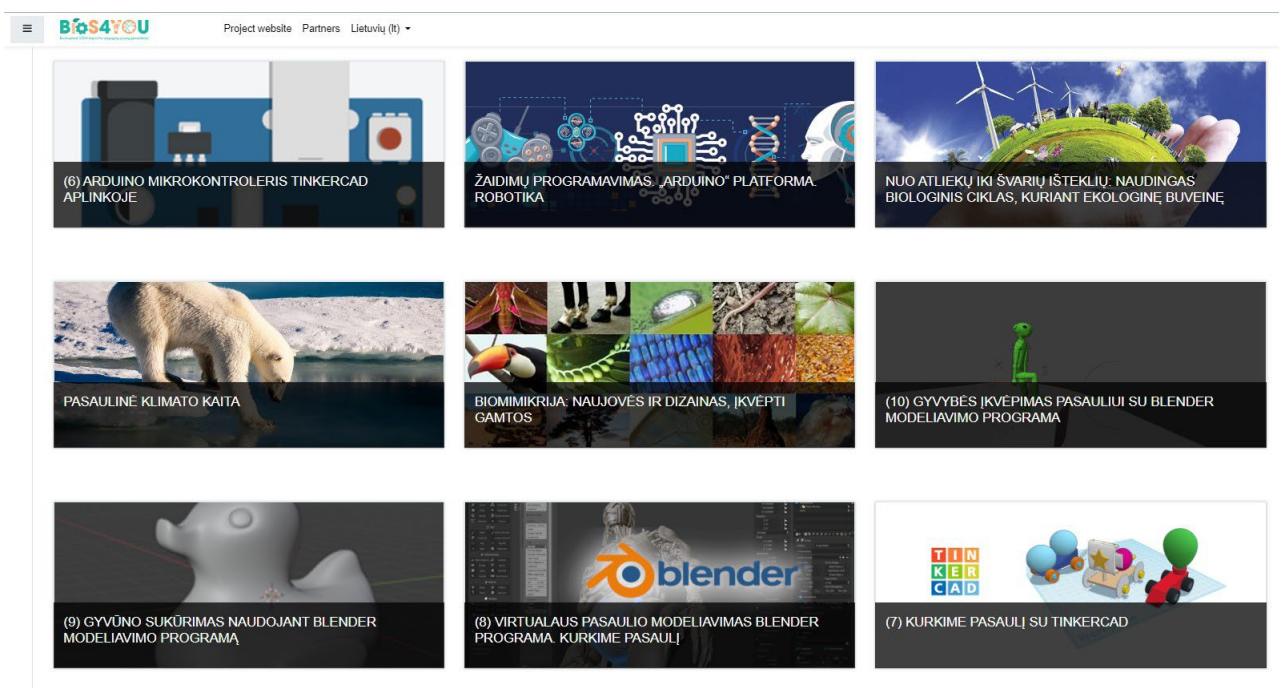 BioS4YOU
Project website Partners Lietuvių (lt)
(6) ARDUINO MIKROKONTROLERIS TINKERCAD
APLINKOJE
ŽAIDIMŲ PROGRAMAVIMAS. „ARDUINO“ PLATFORMA.
ROBOTIKA
NUO ATLIEKŲ IKI ŠVARIŲ IŠTEKLIŲ: NAUDINGAS
BIOLOGINIS CIKLAS, KURIANT EKOLOGINĘ BUVEINĘ
PASAULINĖ KLIMATO KAITA
BIOMIMIKRIJA: NAUJOVĖS IR DIZAINAS, ĮKVĖPTI
GAMTOS
(10) GYVYBĖS ĮKVĖPIMAS PASAULIUI SU BLENDER
MODELIAVIMO PROGRAMA
(9) GYVŪNO SUKŪRIMAS NAUDOJANT BLENDER
MODELIAVIMO PROGRAMĄ
blender
(8) VIRTUALAUS PASAULIO MODELIAVIMAS BLENDER
PROGRAMA. KURKIME PASAULĮ
TIN
KER
CAD
(7) KURKIME PASAULĮ SU TINKERCAD